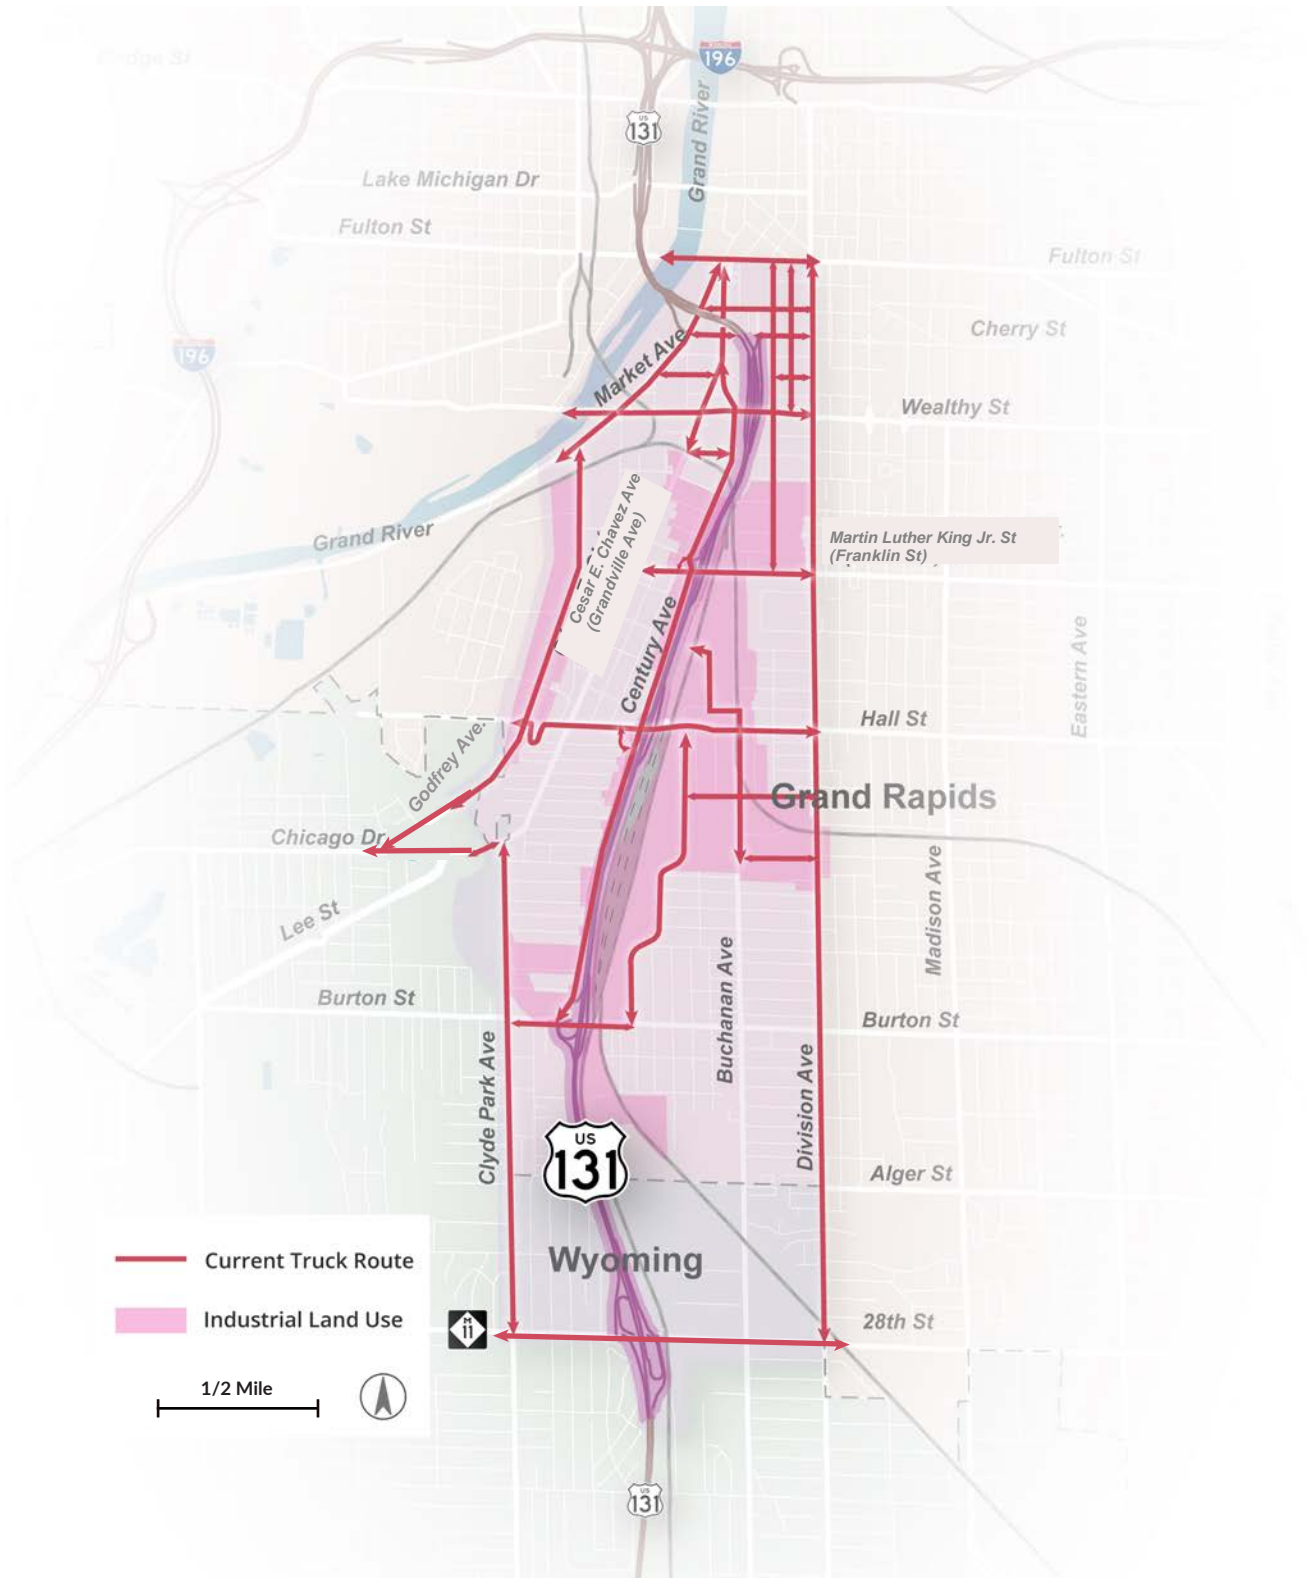 Bridge St
MICHIGAN
196
US
131
Grand River
Lake Michigan Dr
Fulton St
Fulton St
Cherry St
196
Market Ave
Wealthy St
Grand River
Cesar E. Chavez Ave
(Grandville Ave)
Martin Luther King Jr. St
(Franklin St)
Century Ave
Eastern Ave
Hall St
Godfrey Ave.
Grand Rapids
Chicago Dr
Lee St
Madison Ave
Burton St
Buchanan Ave
Burton St
Clyde Park Ave
Division Ave
US
131
Alger St
Wyoming
Current Truck Route
Industrial Land Use
M
11
28th St
1/2 Mile
US
131